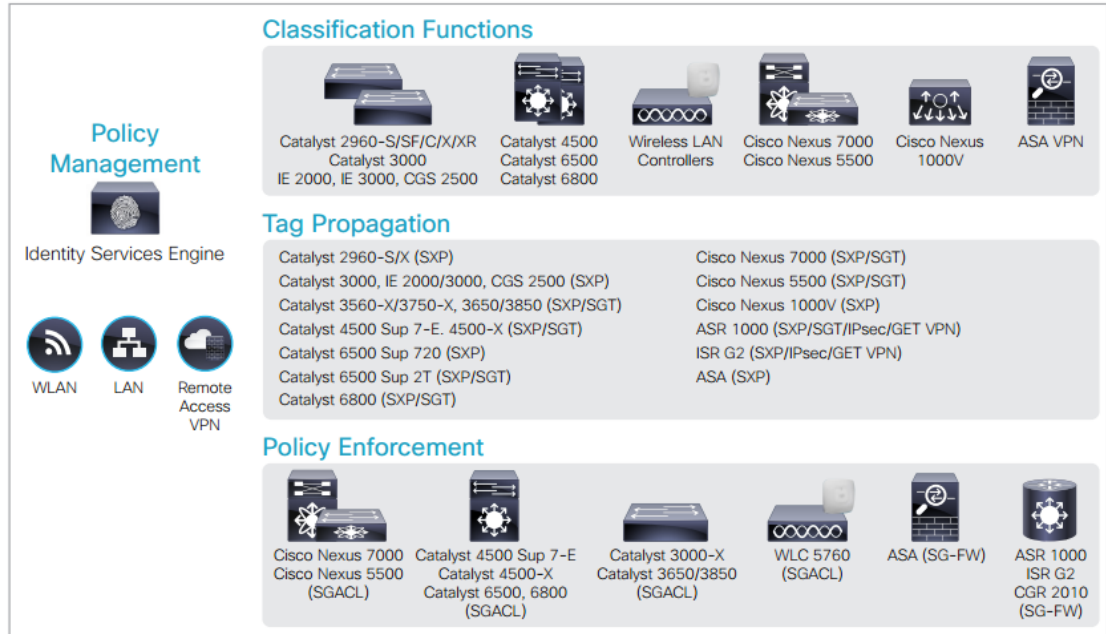 Policy
Management
Identity Services Engine
WLAN
LAN
Remote
Access
VPN
Classification Functions
Catalyst 2960-S/SF/C/X/XR
Catalyst 3000
IE 2000, IE 3000, CGS 2500
Catalyst 4500
Catalyst 6500
Catalyst 6800
Wireless LAN
Controllers
Cisco Nexus 7000
Cisco Nexus 5500
Cisco Nexus
1000V
ASA VPN
Tag Propagation
Catalyst 2960-S/X (SXP)
Catalyst 3000, IE 2000/3000, CGS 2500 (SXP)
Catalyst 3560-X/3750-X, 3650/3850 (SXP/SGT)
Catalyst 4500 Sup 7-E. 4500-X (SXP/SGT)
Catalyst 6500 Sup 720 (SXP)
Catalyst 6500 Sup 2T (SXP/SGT)
Catalyst 6800 (SXP/SGT)
Cisco Nexus 7000 (SXP/SGT)
Cisco Nexus 5500 (SXP/SGT)
Cisco Nexus 1000V (SXP)
ASR 1000 (SXP/SGT/IPsec/GET VPN)
ISR G2 (SXP/IPsec/GET VPN)
ASA (SXP)
Policy Enforcement
Cisco Nexus 7000
Cisco Nexus 5500
(SGACL)
Catalyst 4500 Sup 7-E
Catalyst 4500-X
Catalyst 6500, 6800
(SGACL)
Catalyst 3000-X
Catalyst 3650/3850
(SGACL)
WLC 5760
(SGACL)
ASA (SG-FW)
ASR 1000
ISR G2
CGR 2010
(SG-FW)